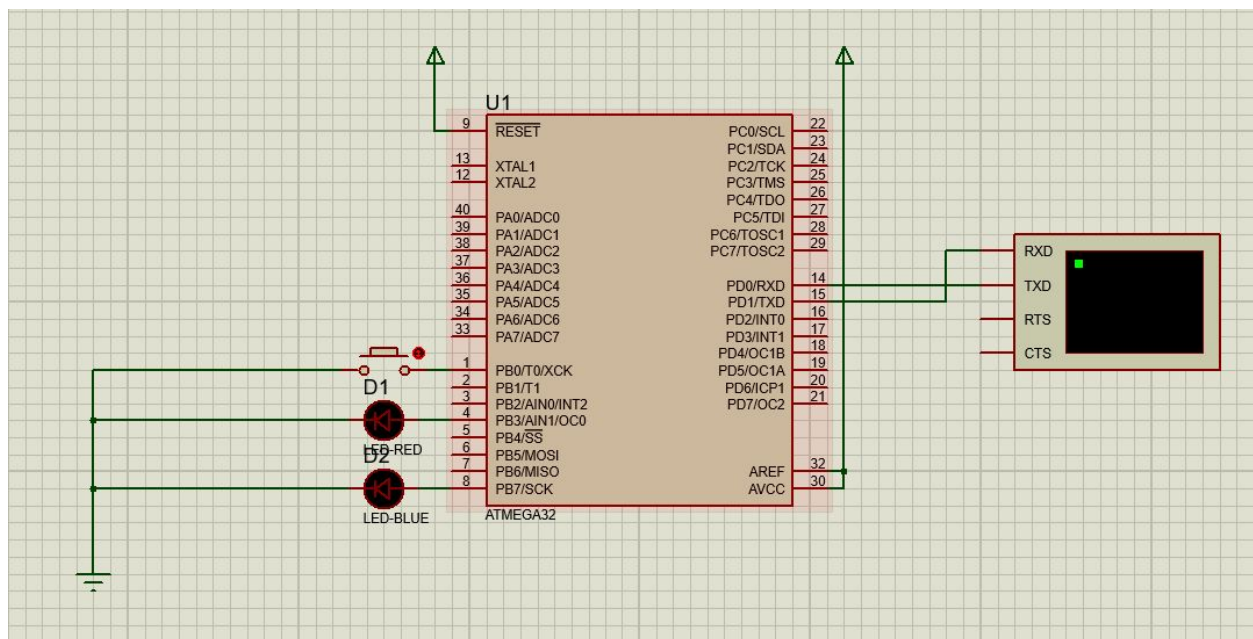 U1
9 RESET
13 XTAL1
12 XTAL2
40 PA0/ADC0
39 PA1/ADC1
38 PA2/ADC2
37 PA3/ADC3
36 PA4/ADC4
35 PA5/ADC5
34 PA6/ADC6
33 PA7/ADC7
1 PB0/T0/XCK
2 PB1/T1
3 PB2/AIN0/INT2
4 PB3/AIN1/OC0
5 PB4/SS
6 PB5/MOSI
7 PB6/MISO
8 PB7/SCK
PC0/SCL 22
PC1/SDA 23
PC2/TCK 24
PC3/TMS 25
PC4/TDO 26
PC5/TDI 27
PC6/TOSC1 28
PC7/TOSC2 29
PD0/RXD 14
PD1/TXD 15
PD2/INT0 16
PD3/INT1 17
PD4/OC1B 18
PD5/OC1A 19
PD6/ICP1 20
PD7/OC2 21
AREF 32
AVCC 30
ATMEGA32
D1
LED-RED
D2
LED-BLUE
RXD
TXD
RTS
CTS